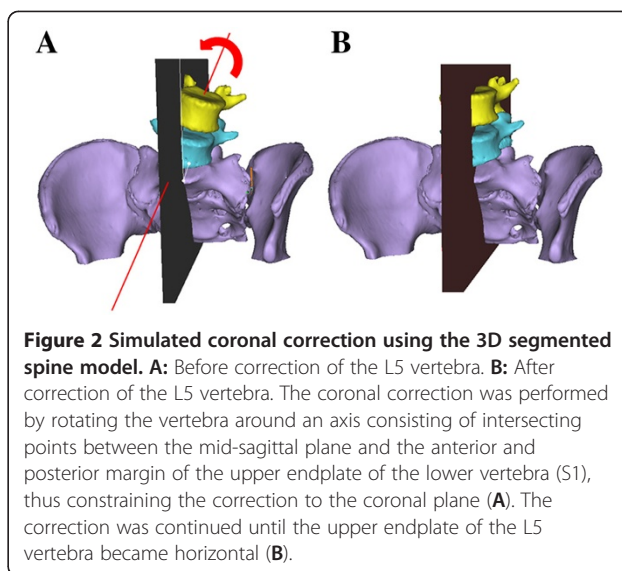 A B
Figure 2 Simulated coronal correction using the 3D segmented
spine model. A: Before correction of the L5 vertebra. B: After
correction of the L5 vertebra. The coronal correction was performed
by rotating the vertebra around an axis consisting of intersecting
points between the mid-sagittal plane and the anterior and
posterior margin of the upper endplate of the lower vertebra (S1),
thus constraining the correction to the coronal plane (A). The
correction was continued until the upper endplate of the L5
vertebra became horizontal (B).